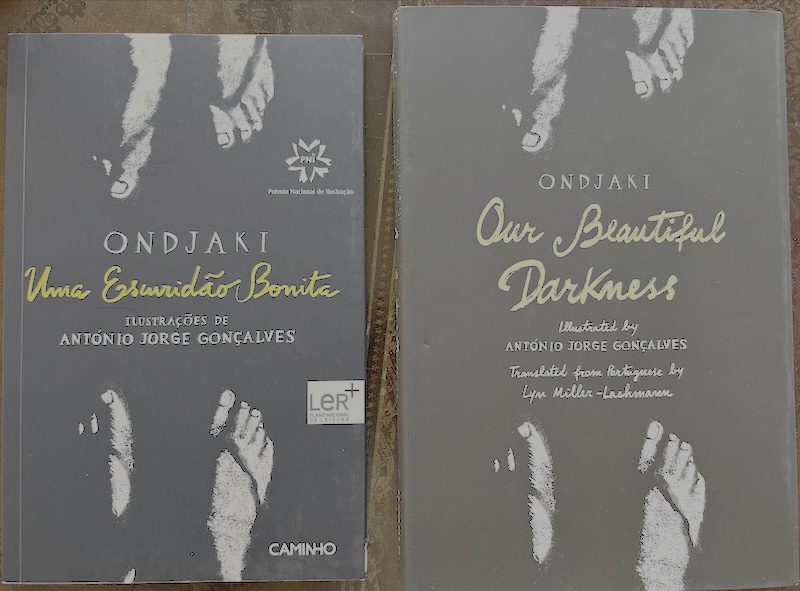 PNI
Prémio Nacional de Ilustração
ONDJAKI
Uma Escuridão Bonita
ILUSTRAÇÕES DE
ANTÓNIO JORGE GONÇALVES
LeR+
PLANO NACIONAL
DE LEITURA
CAMINHO
ONDJAKI
Our Beautiful
Darkness
Illustrated by
ANTÓNIO JORGE GONÇALVES
Translated from Portuguese by
Lyn Miller-Lachmann